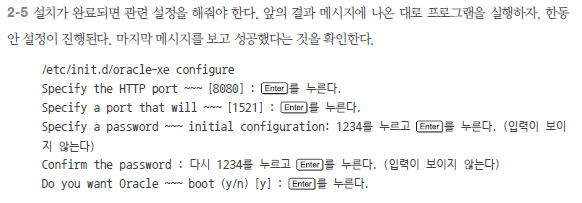 2-5 설치가 완료되면 관련 설정을 해줘야 한다. 앞의 결과 메시지에 나온 대로 프로그램을 실행하자. 한동
안 설정이 진행된다. 마지막 메시지를 보고 성공했다는 것을 확인한다.
/etc/init.d/oracle-xe configure
Specify the HTTP port ~~~ [8080] : Enter를 누른다.
Specify a port that will ~~~ [1521] : Enter를 누른다.
Specify a password ~~~ initial configuration: 1234를 누르고 Enter를 누른다. (입력이 보이
지 않는다)
Confirm the password : 다시 1234를 누르고 Enter를 누른다. (입력이 보이지 않는다)
Do you want Oracle ~~~ boot (y/n) [y] : Enter를 누른다.